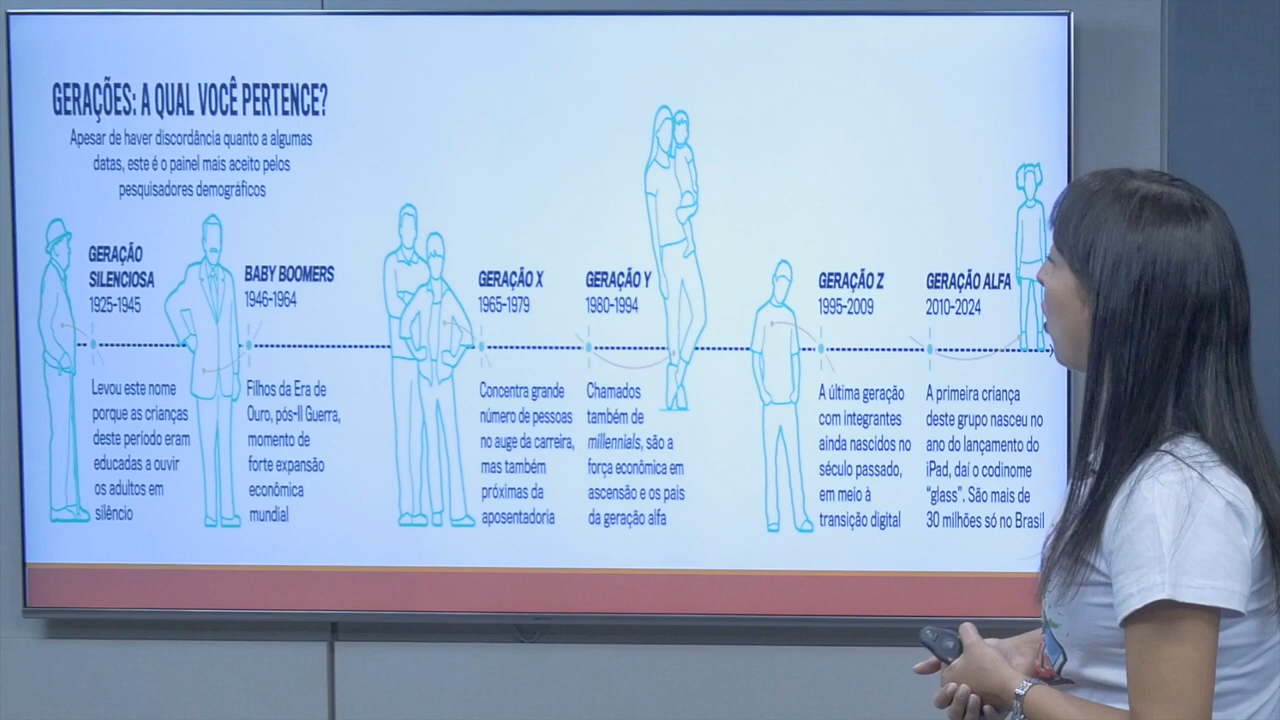 GERAÇÕES: A QUAL VOCÊ PERTENCE?
Apesar de haver discordância quanto a algumas
datas, este é o painel mais aceito pelos
pesquisadores demográficos
GERAÇÃO
SILENCIOSA
1925-1945
Levou este nome
porque as crianças
deste período eram
educadas a ouvir
os adultos em
silêncio
BABY BOOMERS
1946-1964
Filhos da Era de
Ouro, pós-II Guerra,
momento de
forte expansão
econômica
mundial
GERAÇÃO X
1965-1979
Concentra grande
número de pessoas
no auge da carreira,
mas também
próximas da
aposentadoria
GERAÇÃO Y
1980-1994
Chamados
também de
millennials, são a
força econômica em
ascensão e os pais
da geração alfa
GERAÇÃO Z
1995-2009
A última geração
com integrantes
ainda nascidos no
século passado,
em meio à
transição digital
GERAÇÃO ALFA
2010-2024
A primeira criança
deste grupo nasceu no
ano do lançamento do
iPad, daí o codinome
“glass”. São mais de
30 milhões só no Brasil